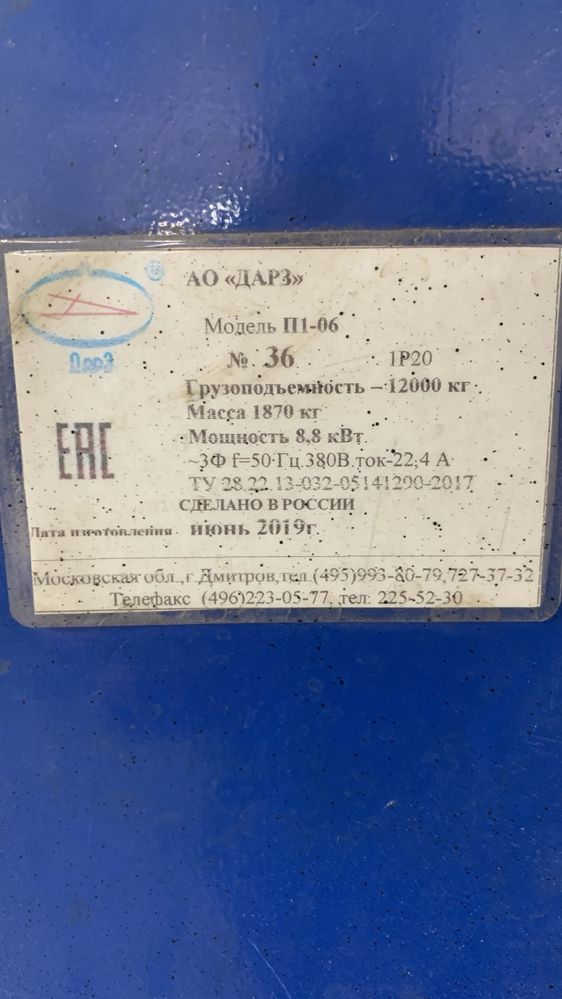 ДарЗ ®
АО «ДАРЗ»
Модель П1-06
№ 36 1Р20
Грузоподъемность – 12000 кг
Масса 1870 кг
Мощность 8,8 кВт
~3Ф f=50 Гц 380В ток-22,4 А
ТУ 28.22.13-032-05141290-2017
СДЕЛАНО В РОССИИ
Дата изготовления июнь 2019г.
ЕАС
Московская обл.,г.Дмитров,тел.(495)993-80-79,727-37-32
Телефакс (496)223-05-77, тел: 225-52-30